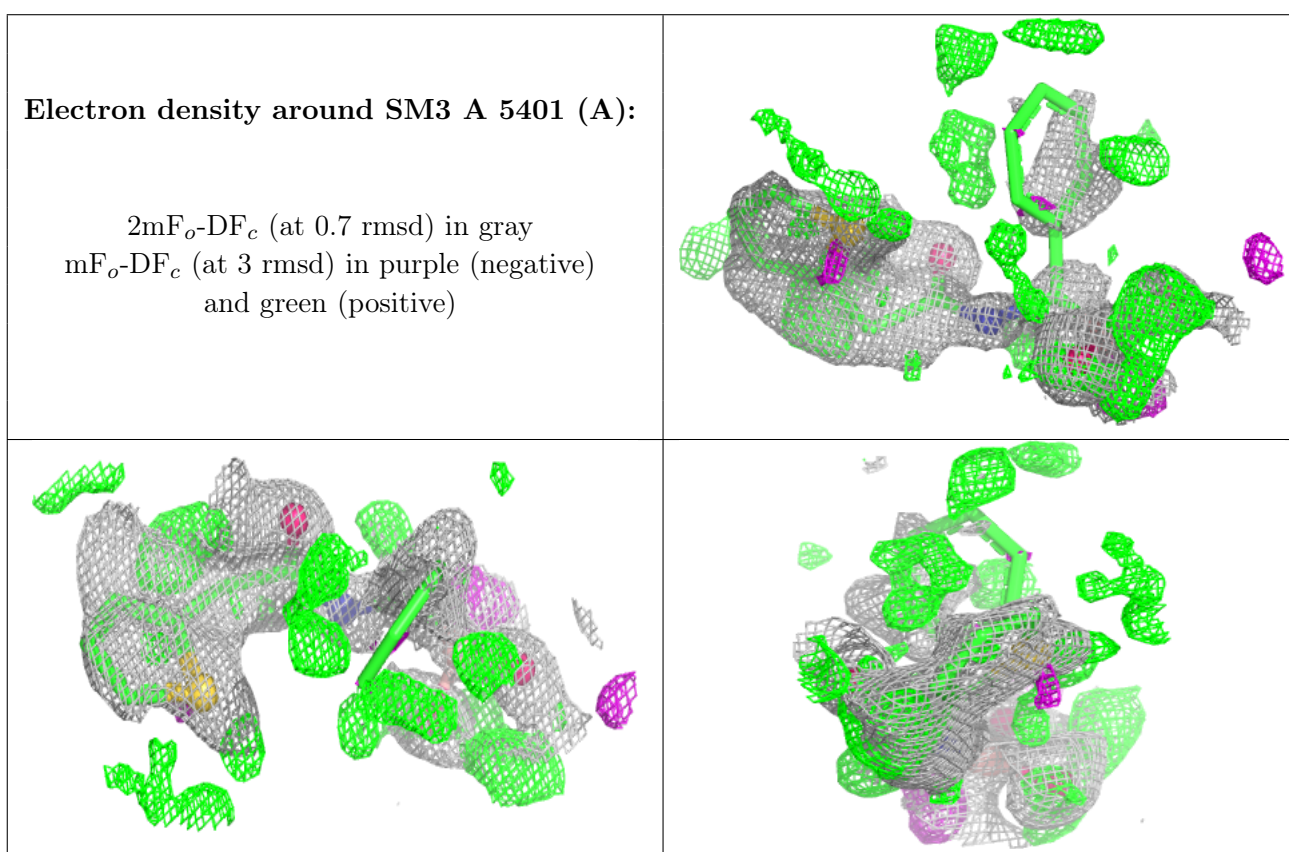 Electron density around SM3 A 5401 (A):
2mFo-DFc (at 0.7 rmsd) in gray
mFo-DFc (at 3 rmsd) in purple (negative)
and green (positive)